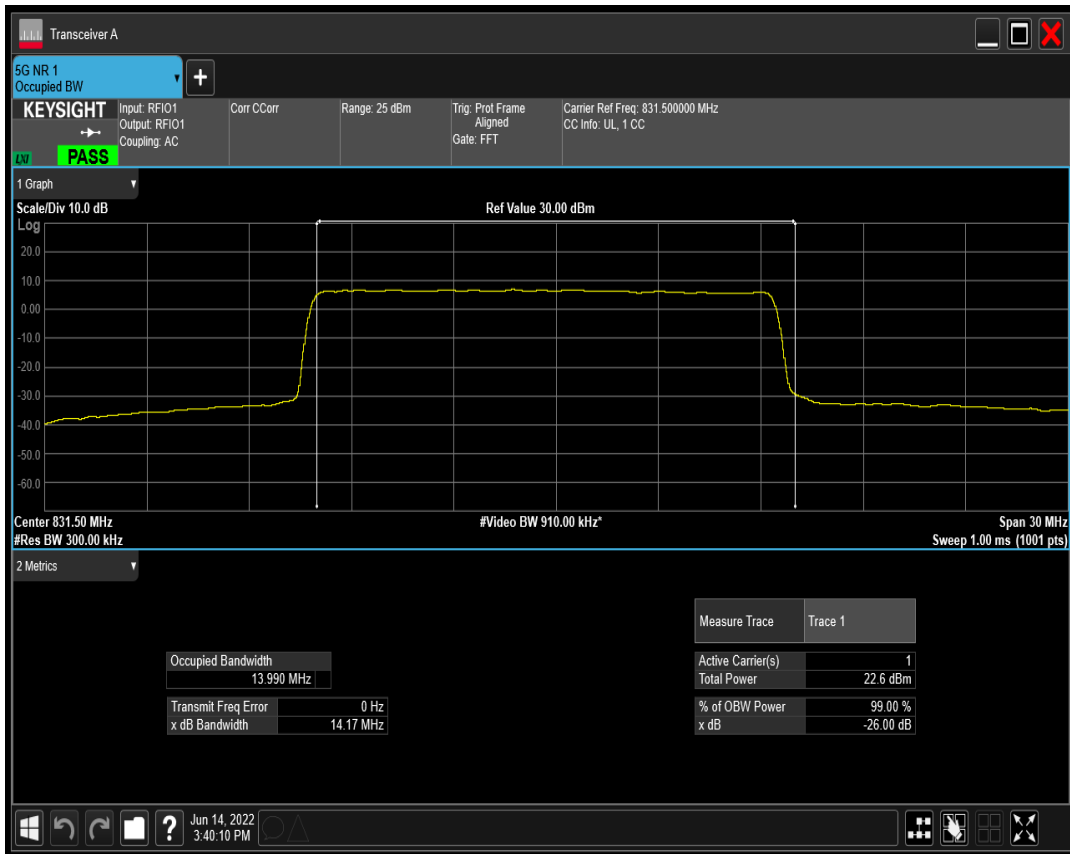 Transceiver A
5G NR 1
Occupied BW
+
KEYSIGHT
LXI
PASS
Input: RFIO1
Output: RFIO1
Coupling: AC
Corr CCorr
Range: 25 dBm
Trig: Prot Frame
Aligned
Gate: FFT
Carrier Ref Freq: 831.500000 MHz
CC Info: UL, 1 CC
1 Graph
Scale/Div 10.0 dB
Ref Value 30.00 dBm
Log
20.0
10.0
0.00
-10.0
-20.0
-30.0
-40.0
-50.0
-60.0
Center 831.50 MHz
#Video BW 910.00 kHz*
Span 30 MHz
#Res BW 300.00 kHz
Sweep 1.00 ms (1001 pts)
2 Metrics
Measure Trace Trace 1
Occupied Bandwidth
13.990 MHz
Active Carrier(s) 1
Total Power 22.6 dBm
Transmit Freq Error 0 Hz
x dB Bandwidth 14.17 MHz
% of OBW Power 99.00 %
x dB -26.00 dB
?
Jun 14, 2022
3:40:10 PM